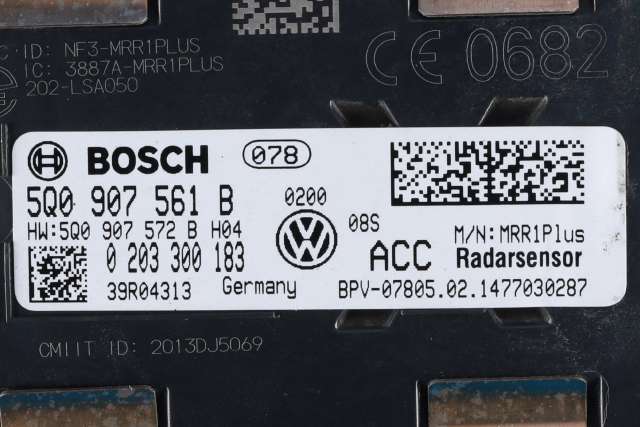 C ID: NF3-MRR1PLUS
IC: 3887A-MRR1PLUS
202-LSA050
CE 0682
BOSCH 078
5Q0 907 561 B 0200
HW:5Q0 907 572 B H04 08S
0 203 300 183 ACC
M/N:MRR1Plus
Radarsensor
39R04313 Germany BPV-07805.02.1477030287
CMIIT ID: 2013DJ5069